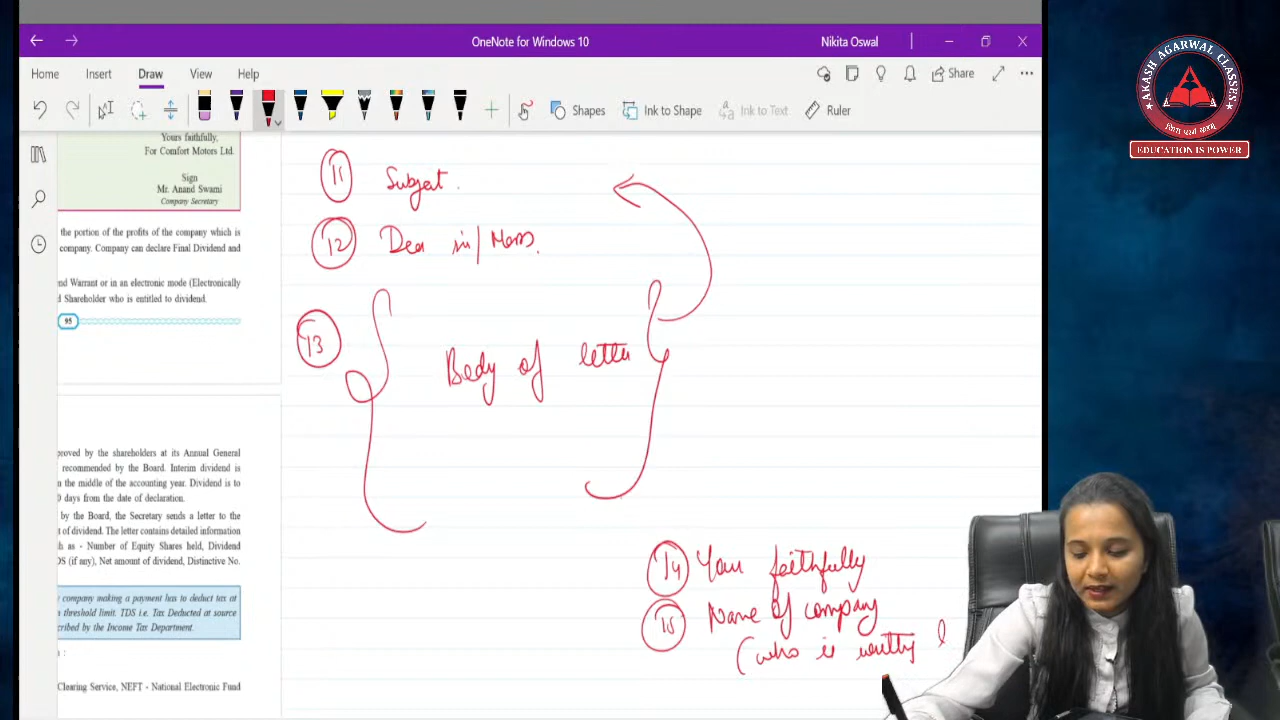 OneNote for Windows 10
Nikita Oswal
Home Insert Draw View Help
Share
Shapes Ink to Shape Ink to Text Ruler
AKASH AGARWAL CLASSES
EDUCATION IS POWER
Yours faithfully,
For Comfort Motors Ltd.
Sign
Mr. Anand Swami
Company Secretary
the portion of the profits of the company which is
company. Company can declare Final Dividend and
nd Warrant or in an electronic mode (Electronically
d Shareholder who is entitled to dividend.
95
proved by the shareholders at its Annual General
recommended by the Board. Interim dividend is
n the middle of the accounting year. Dividend is to
0 days from the date of declaration.
by the Board, the Secretary sends a letter to the
t of dividend. The letter contains detailed information
h as - Number of Equity Shares held, Dividend
DS (if any), Net amount of dividend, Distinctive No.
company making a payment has to deduct tax at
threshold limit. TDS i.e. Tax Deducted at source
cribed by the Income Tax Department.
:
Clearing Service, NEFT - National Electronic Fund
11 Subject.
12 Dear
13 Body of letter
14 Your faithfully
15 Name of company
(who is